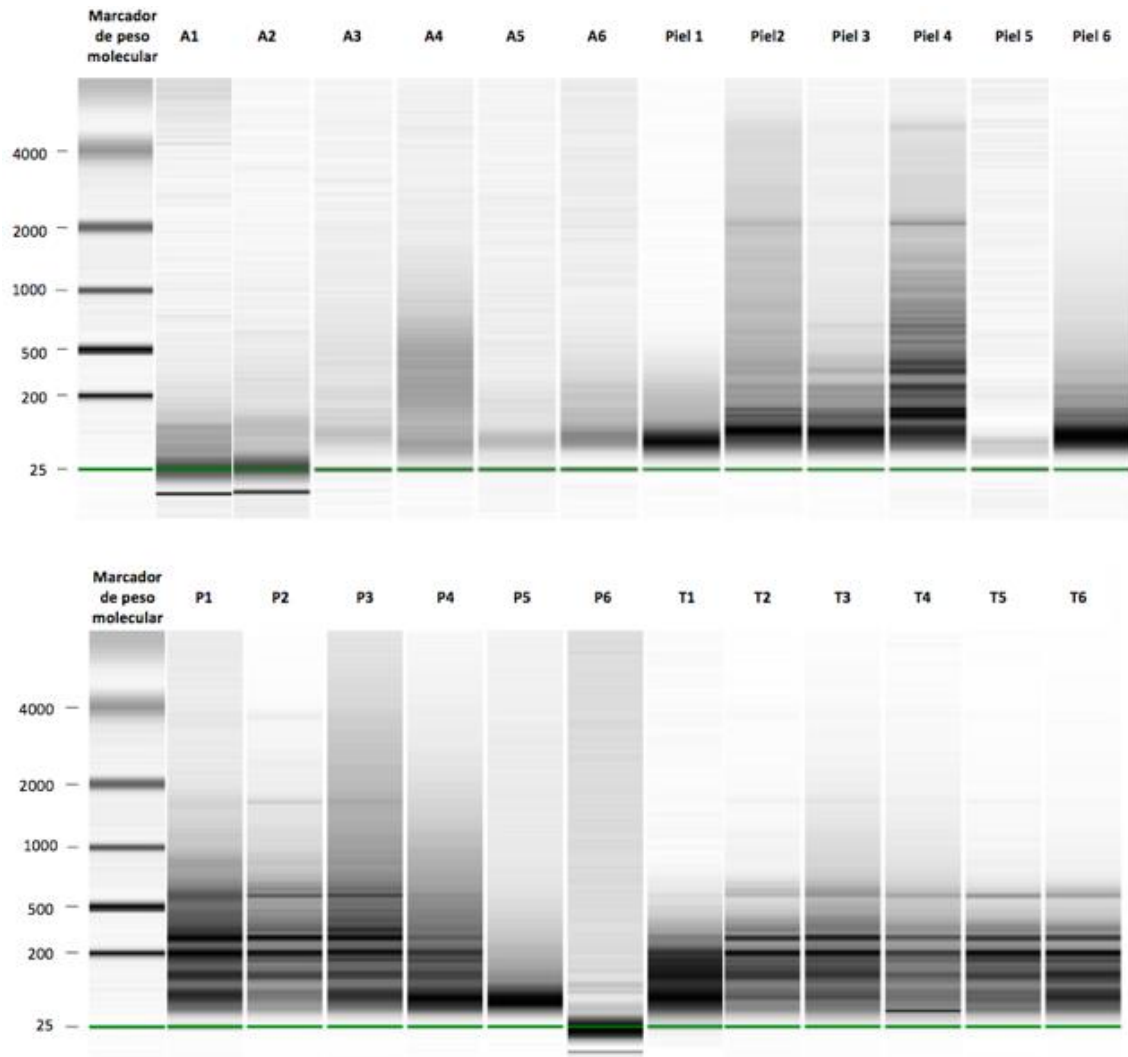 Marcador
de peso
molecular
A1 A2 A3 A4 A5 A6 Piel 1 Piel2 Piel 3 Piel 4 Piel 5 Piel 6
4000
2000
1000
500
200
25
Marcador
de peso
molecular
P1 P2 P3 P4 P5 P6 T1 T2 T3 T4 T5 T6
4000
2000
1000
500
200
25